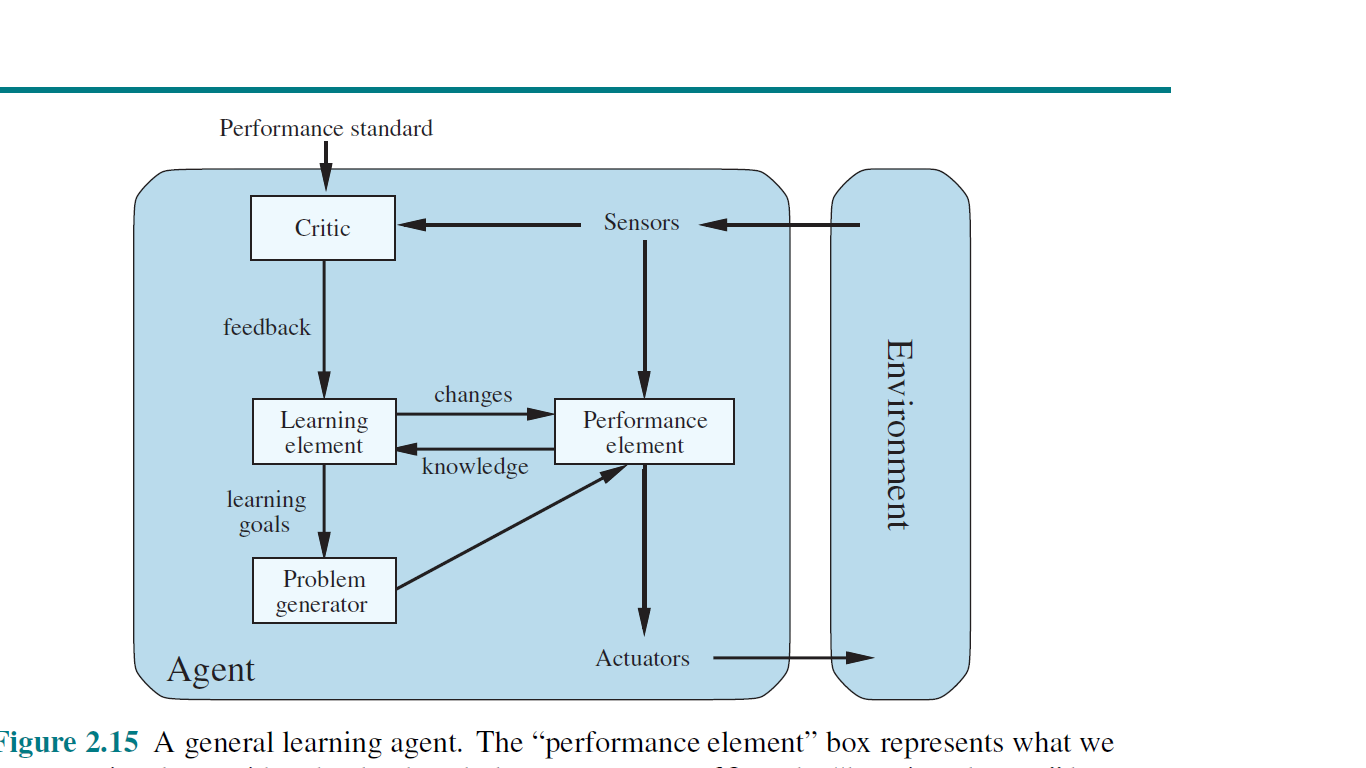 Performance standard
Critic
Sensors
feedback
changes
Learning
element
Performance
element
knowledge
learning
goals
Problem
generator
Environment
Agent
Actuators
Figure 2.15 A general learning agent. The “performance element” box represents what we